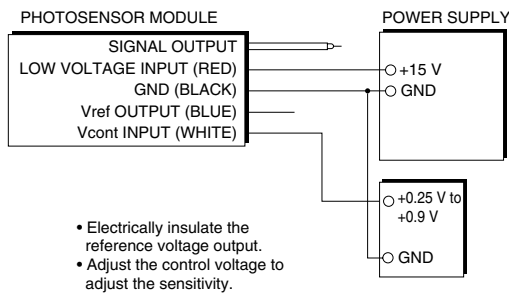 PHOTOSENSOR MODULE
POWER SUPPLY
SIGNAL OUTPUT
LOW VOLTAGE INPUT (RED)
GND (BLACK)
Vref OUTPUT (BLUE)
Vcont INPUT (WHITE)
+15 V
GND
+0.25 V to
+0.9 V
GND
• Electrically insulate the
reference voltage output.
• Adjust the control voltage to
adjust the sensitivity.